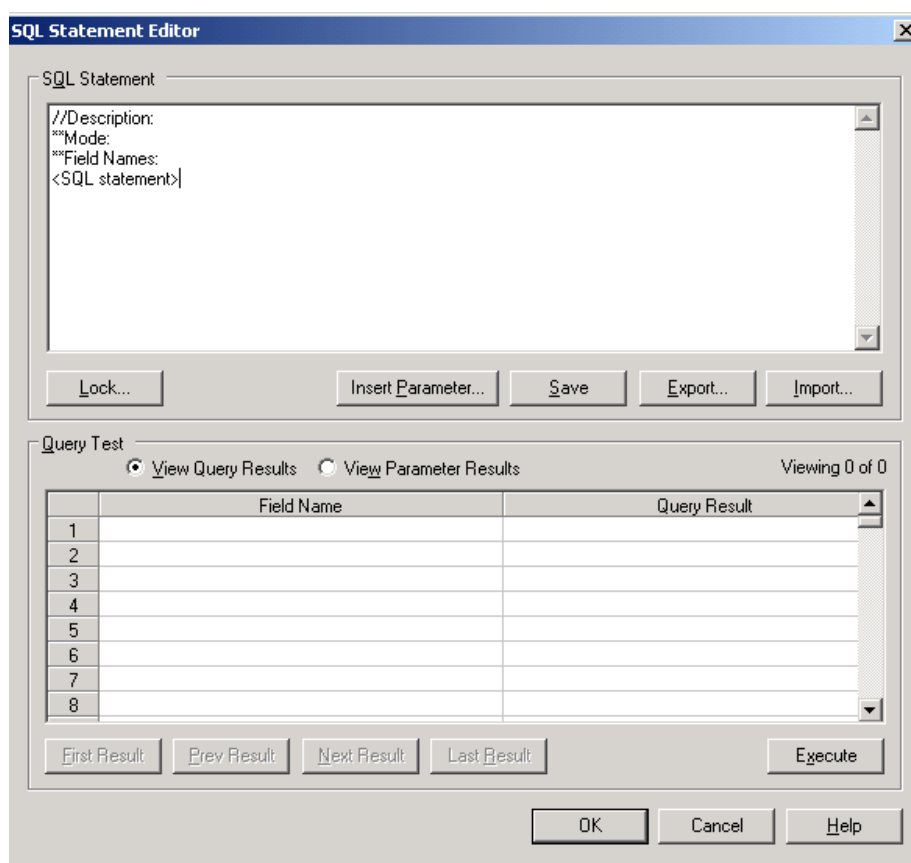 SQL Statement Editor
SQL Statement
//Description:
**Mode:
**Field Names:
<SQL statement>
Lock... Insert Parameter... Save Export... Import...
Query Test
View Query Results View Parameter Results Viewing 0 of 0
Field Name Query Result
1
2
3
4
5
6
7
8
First Result Prev Result Next Result Last Result Execute
OK Cancel Help